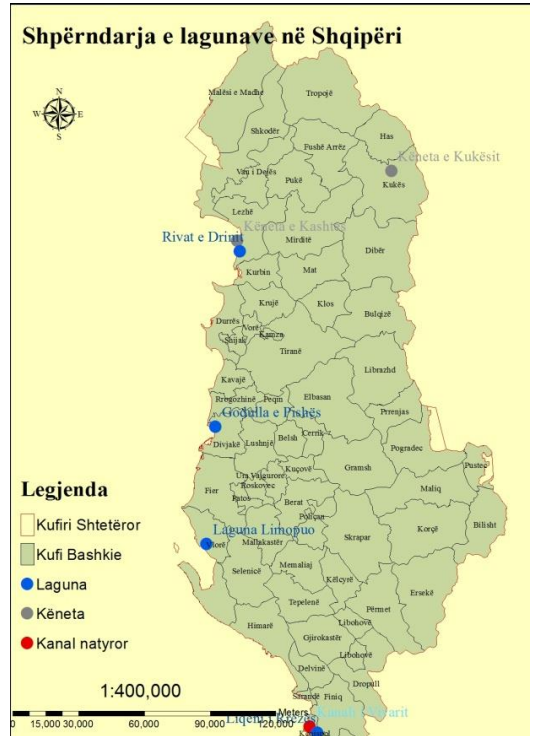 Shpërndarja e lagunave në Shqipëri
N
W E
S
Malësi e Madhe
Tropojë
Shkodër
Has
Fushë Arrëz
Këneta e Kukësit
Vau i Dejës
Pukë
Kukës
Lezhë
Këneta e Kashtës
Rivat e Drinit
Mirditë
Dibër
Kurbin
Mat
Krujë
Klos
Bulqizë
Durrës
Vorë
Kamza
Shijak
Tiranë
Librazhd
Kavajë
Rrogozhinë
Peqin
Elbasan
Godulla e Pishës
Prrenjas
Divjakë
Lushnjë
Belsh
Cerrik
Pogradec
Pustec
Kuçovë
Gramsh
Ura Vajgurore
Roskovec
Maliq
Fier
Patos
Berat
Poliçan
Laguna Limopuo
Vlorë
Mallakastër
Skrapar
Korçë
Bilisht
Memaliaj
Selenicë
Këlcyrë
Ersekë
Tepelenë
Përmet
Himarë
Libohovë
Gjirokastër
Libohovë
Delvinë
Dropull
Sarandë
Finiq
Legjenda
Kufiri Shtetëror
Kufi Bashkie
Laguna
Këneta
Kanal natyror
1:400,000
Meters
0 15,000 30,000 90,000 120,000